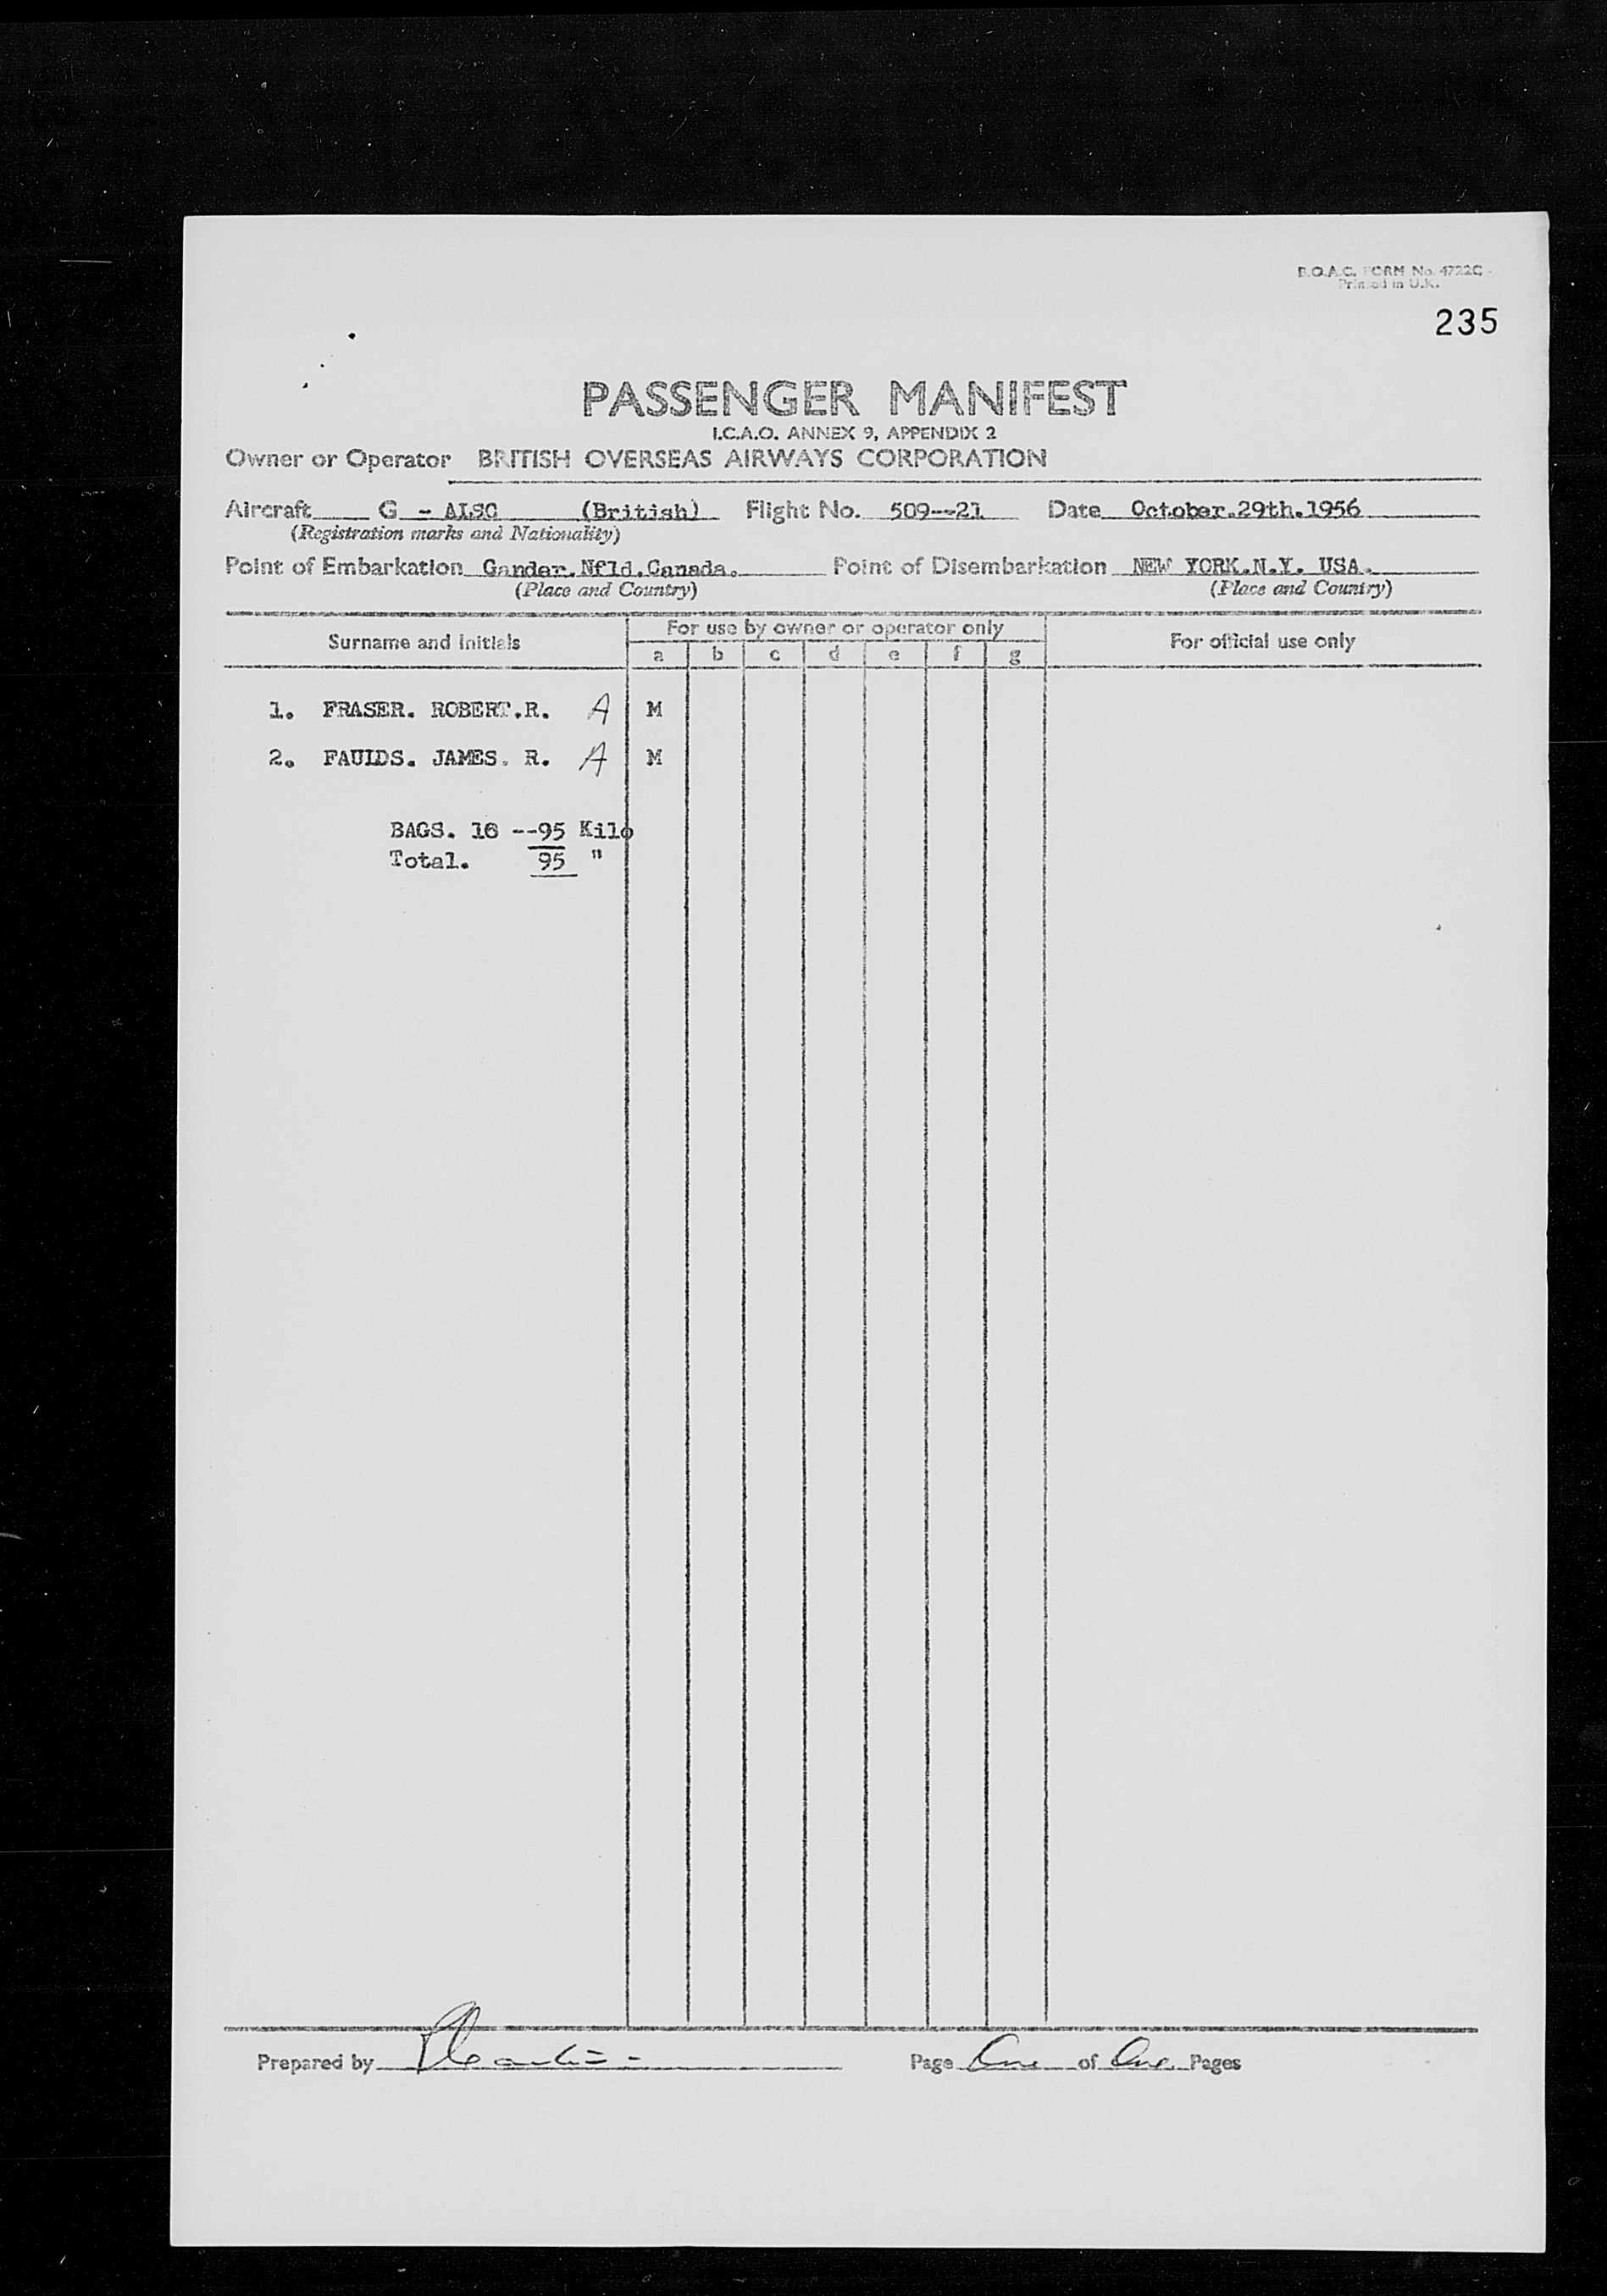 B.O.A.C. FORM No. 4722C
Printed in U.K.
235
PASSENGER MANIFEST
I.C.A.O. ANNEX 9, APPENDIX 2
Owner or Operator BRITISH OVERSEAS AIRWAYS CORPORATION
Aircraft G - ALSC (British) Flight No. 509--21 Date October.29th.1956
(Registration marks and Nationality)
Point of Embarkation Gander.Nfld.Canada. Point of Disembarkation NEW YORK.N.Y. USA.
(Place and Country) (Place and Country)
Surname and initials For use by owner or operator only For official use only
a b c d e f g
1. FRASER. ROBERT.R. A M
2. FAULDS. JAMES. R. A M
BAGS. 16 --95 Kilo
Total. 95 "
Prepared by Page One of One Pages